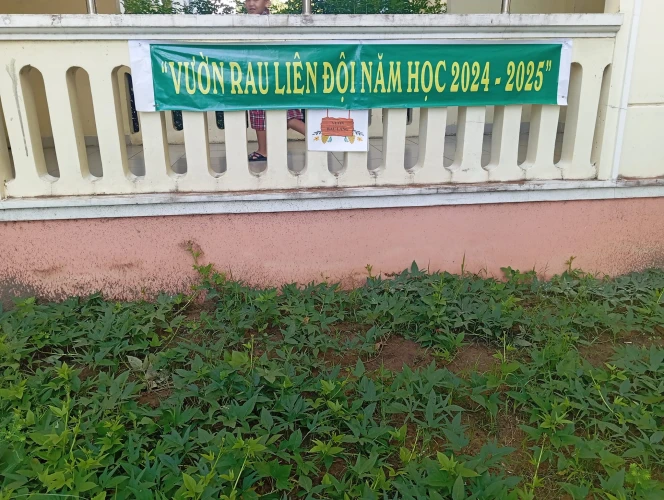 "VƯỜN RAU LIÊN ĐỘI NĂM HỌC 2024 - 2025"